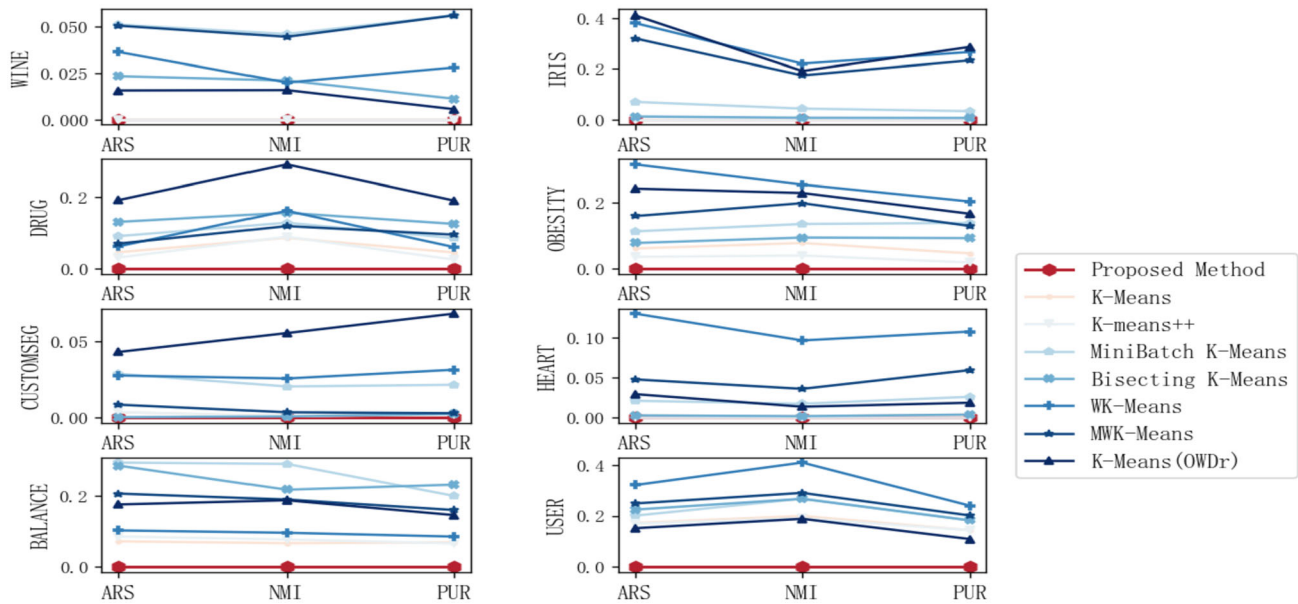 WINE
0.050
0.025
0.000
ARS NMI PUR
IRIS
0.4
0.2
0.0
ARS NMI PUR
DRUG
0.2
0.0
ARS NMI PUR
OBESITY
0.2
0.0
ARS NMI PUR
CUSTOMSEG
0.05
0.00
ARS NMI PUR
HEART
0.10
0.05
0.00
ARS NMI PUR
BALANCE
0.2
0.0
ARS NMI PUR
USER
0.4
0.2
0.0
ARS NMI PUR
Proposed Method
K-Means
K-means++
MiniBatch K-Means
Bisecting K-Means
WK-Means
MWK-Means
K-Means(OWDr)